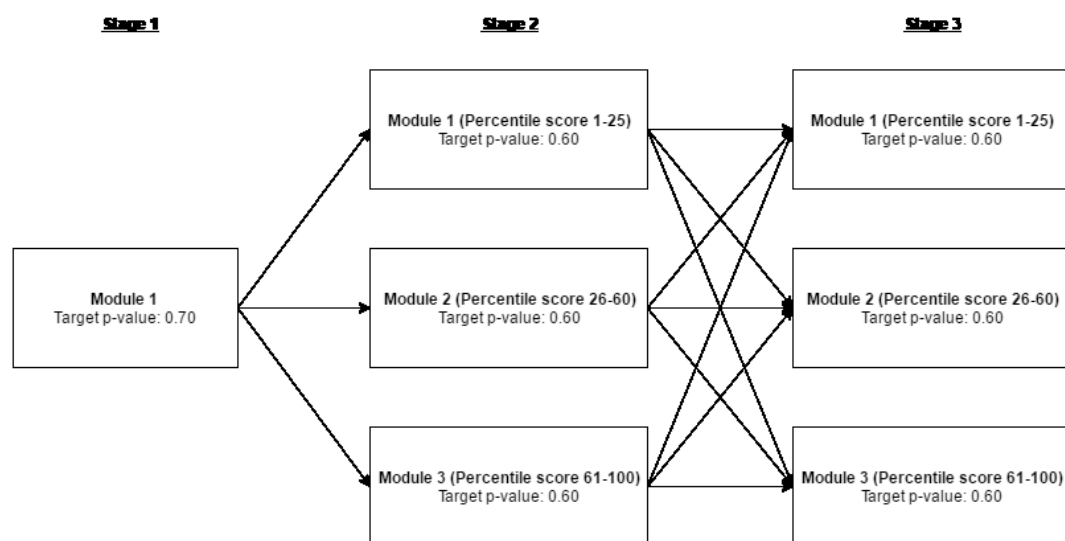 Stage 1
Stage 2
Stage 3
Module 1 (Percentile score 1-25)
Target p-value: 0.60
Module 1 (Percentile score 1-25)
Target p-value: 0.60
Module 1
Target p-value: 0.70
Module 2 (Percentile score 26-60)
Target p-value: 0.60
Module 2 (Percentile score 26-60)
Target p-value: 0.60
Module 3 (Percentile score 61-100)
Target p-value: 0.60
Module 3 (Percentile score 61-100)
Target p-value: 0.60